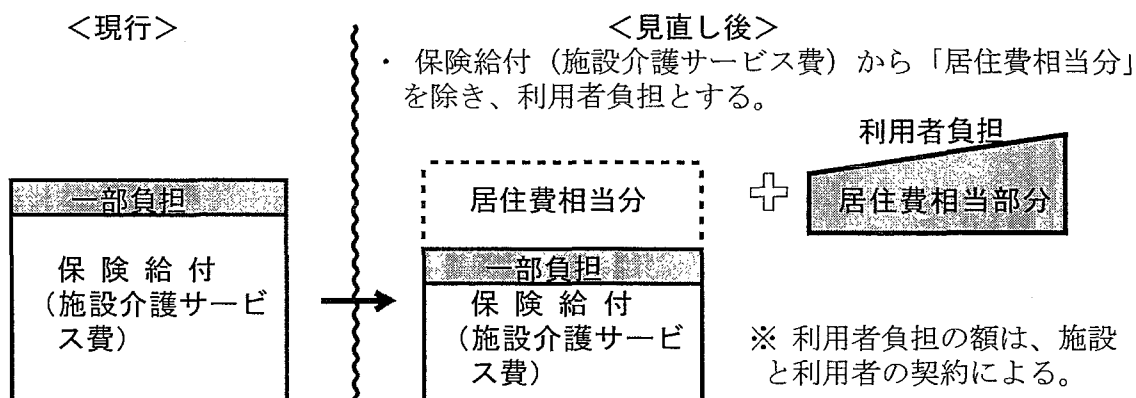 <現行>
<見直し後>
・ 保険給付（施設介護サービス費）から「居住費相当分」
を除き、利用者負担とする。
一部負担
保 険 給 付
（施設介護サービ
ス費）
居住費相当分
一部負担
保 険 給 付
（施設介護サービ
ス費）
利用者負担
居住費相当部分
※ 利用者負担の額は、施設
と利用者の契約による。